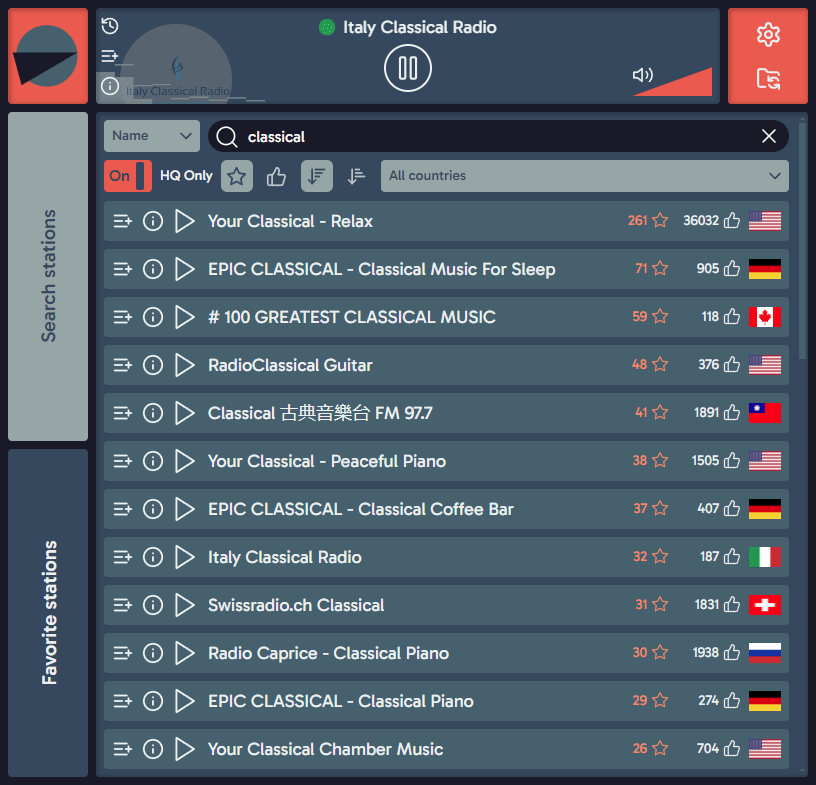 Italy Classical Radio
Italy Classical Radio
Search stations
Favorite stations
Name
classical
On
HQ Only
All countries
Your Classical - Relax 261 36032
EPIC CLASSICAL - Classical Music For Sleep 71 905
# 100 GREATEST CLASSICAL MUSIC 59 118
RadioClassical Guitar 48 376
Classical 古典音樂台 FM 97.7 41 1891
Your Classical - Peaceful Piano 38 1505
EPIC CLASSICAL - Classical Coffee Bar 37 407
Italy Classical Radio 32 187
Swissradio.ch Classical 31 1831
Radio Caprice - Classical Piano 30 1938
EPIC CLASSICAL - Classical Piano 29 274
Your Classical Chamber Music 26 704